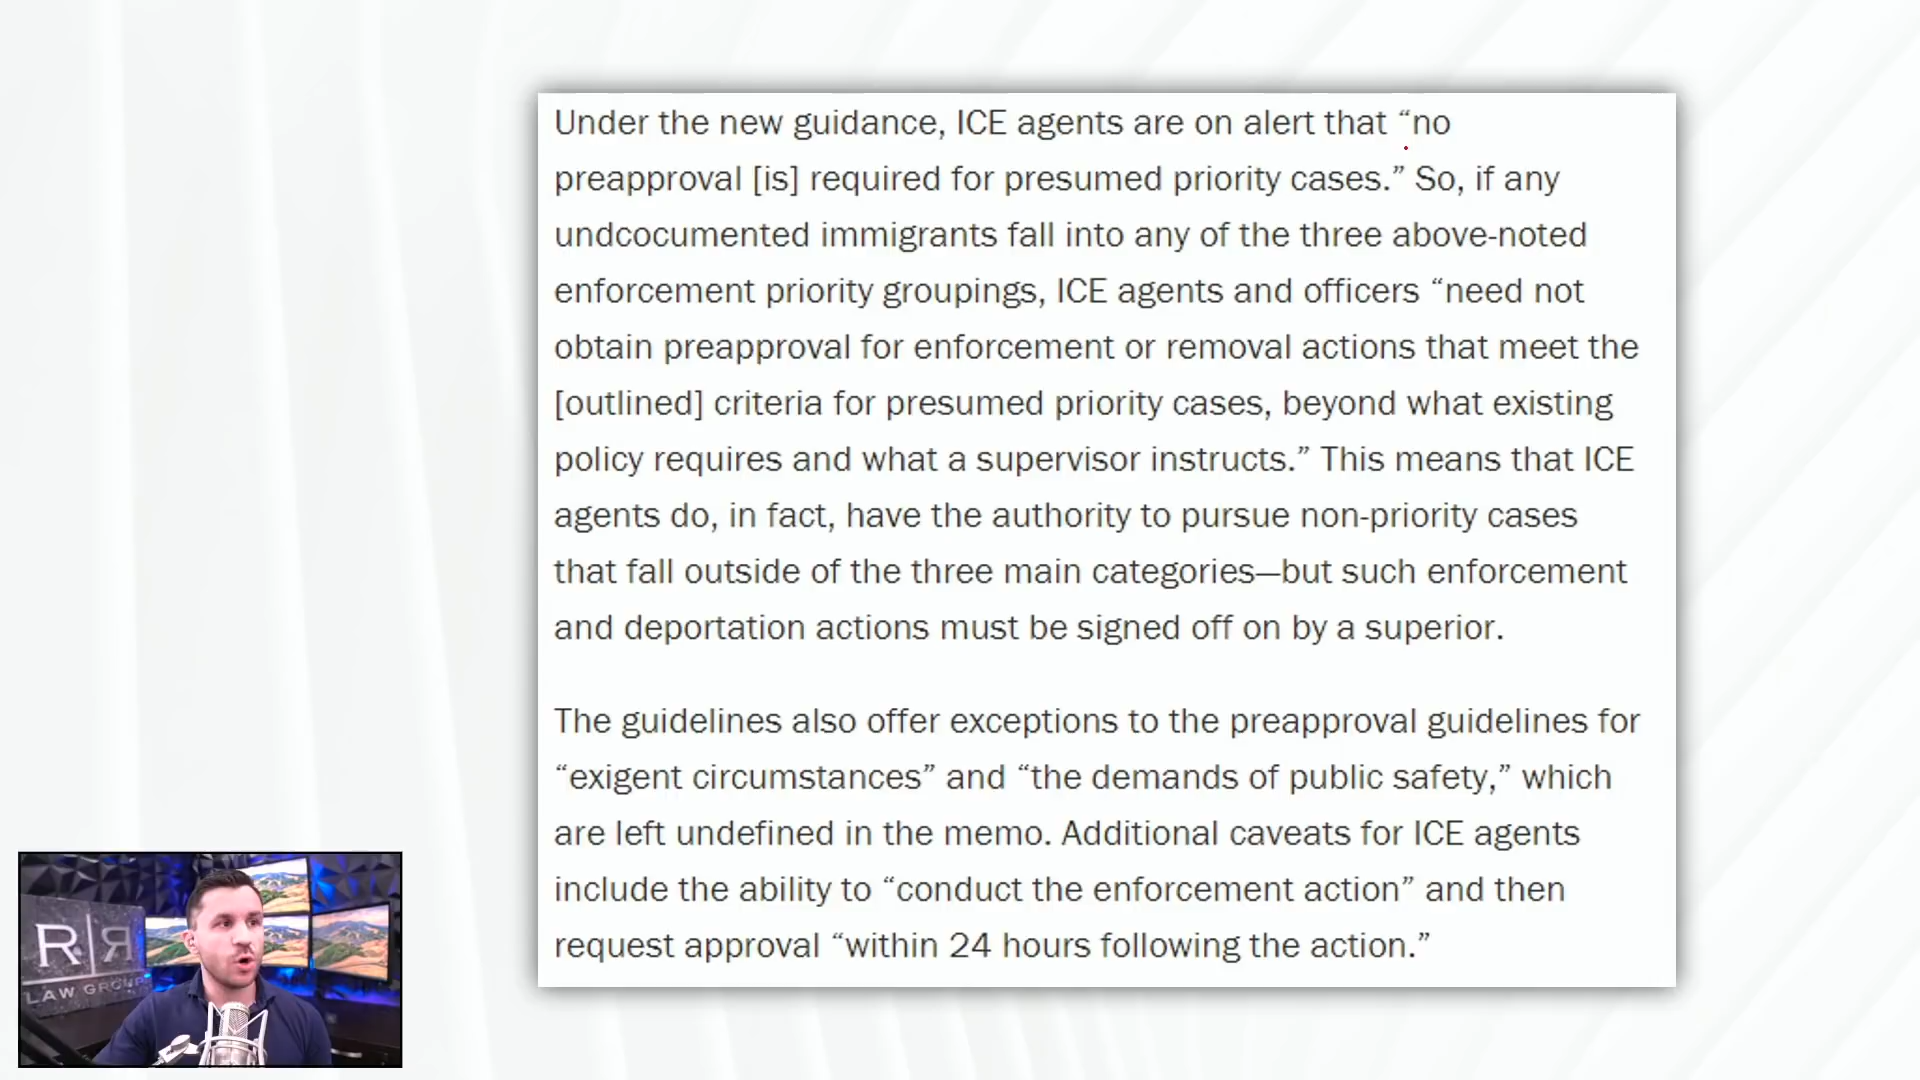 Under the new guidance, ICE agents are on alert that “no
preapproval [is] required for presumed priority cases.” So, if any
undcocumented immigrants fall into any of the three above-noted
enforcement priority groupings, ICE agents and officers “need not
obtain preapproval for enforcement or removal actions that meet the
[outlined] criteria for presumed priority cases, beyond what existing
policy requires and what a supervisor instructs.” This means that ICE
agents do, in fact, have the authority to pursue non-priority cases
that fall outside of the three main categories—but such enforcement
and deportation actions must be signed off on by a superior.
The guidelines also offer exceptions to the preapproval guidelines for
“exigent circumstances” and “the demands of public safety,” which
are left undefined in the memo. Additional caveats for ICE agents
include the ability to “conduct the enforcement action” and then
request approval “within 24 hours following the action.”
R|R
LAW GROUP